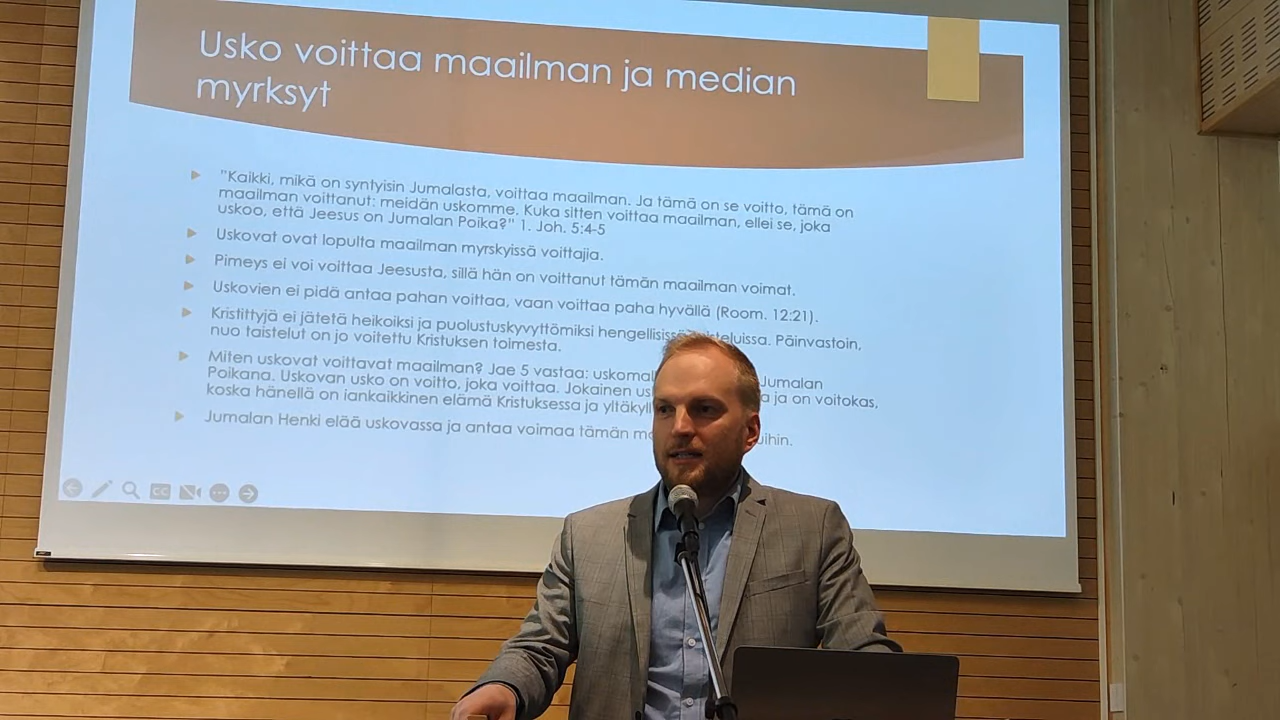 Usko voittaa maailman ja median
myrksyt
"Kaikki, mikä on syntyisin Jumalasta, voittaa maailman. Ja tämä on se voitto, tämä on
maailman voittanut: meidän uskomme. Kuka sitten voittaa maailman, ellei se, joka
uskoo, että Jeesus on Jumalan Poika?" 1. Joh. 5:4-5
Uskovat ovat lopulta maailman myrskyissä voittajia.
Pimeys ei voi voittaa Jeesusta, sillä hän on voittanut tämän maailman voimat.
Uskovien ei pidä antaa pahan voittaa, vaan voittaa paha hyvällä (Room. 12:21).
Kristittyjä ei jätetä heikoiksi ja puolustuskyvyttömiksi hengellisissä Päinvastoin,
nuo taistelut on jo voitettu Kristuksen toimesta.
Miten uskovat voittavat maailman? Jae 5 vastaa: Jumalan
Poikana. Uskovan usko on voitto, joka voittaa. Jokainen ja on voitokas,
koska hänellä on iankaikkinen elämä Kristuksessa ja
Jumalan Henki elää uskovassa ja antaa voimaa tämän
CC